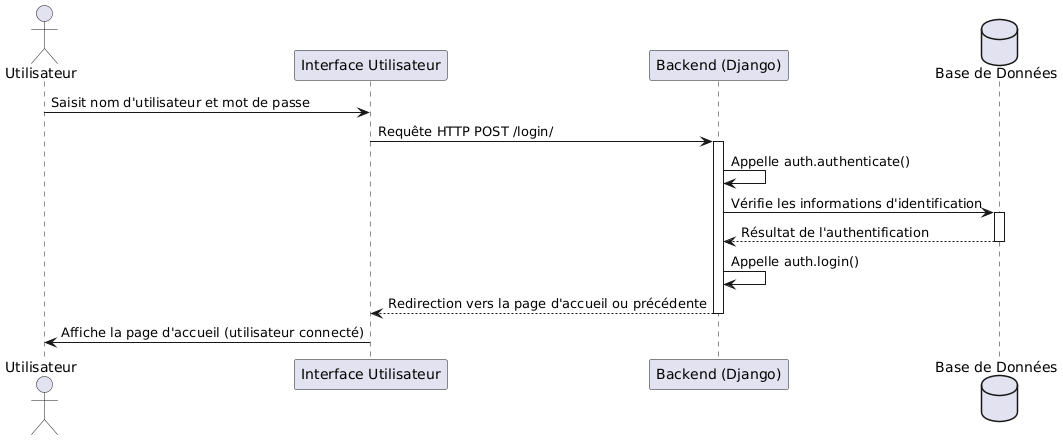 Utilisateur
Interface Utilisateur
Backend (Django)
Base de Données
Saisit nom d'utilisateur et mot de passe
Requête HTTP POST /login/
Appelle auth.authenticate()
Vérifie les informations d'identification
Résultat de l'authentification
Appelle auth.login()
Redirection vers la page d'accueil ou précédente
Affiche la page d'accueil (utilisateur connecté)
Utilisateur
Interface Utilisateur
Backend (Django)
Base de Données